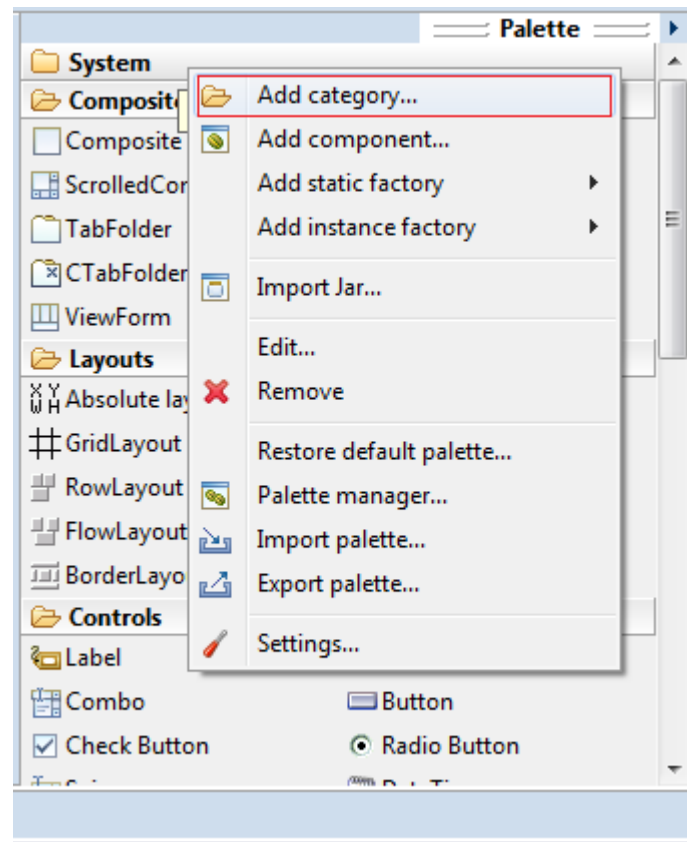 Palette
System
Composit
Add category...
Composite
Add component...
ScrolledCor
Add static factory
TabFolder
Add instance factory
CTabFolder
Import Jar...
ViewForm
Edit...
Layouts
Remove
Absolute la
GridLayout
Restore default palette...
RowLayout
Palette manager...
FlowLayout
Import palette...
BorderLayo
Export palette...
Controls
Settings...
Label
Combo
Button
Check Button
Radio Button